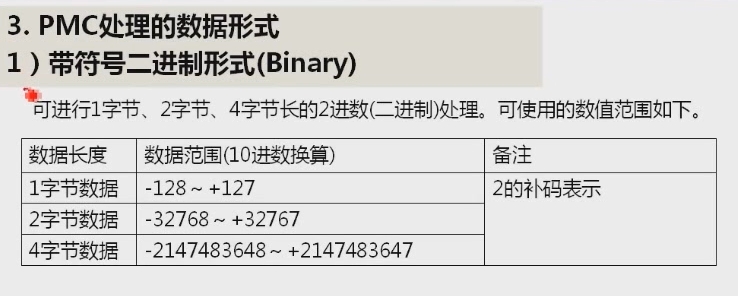 3. PMC处理的数据形式
1）带符号二进制形式(Binary)
可进行1字节、2字节、4字节长的2进数(二进制)处理。可使用的数值范围如下。
数据长度 数据范围(10进数换算) 备注
1字节数据 -128～+127 2的补码表示
2字节数据 -32768～+32767
4字节数据 -2147483648～+2147483647